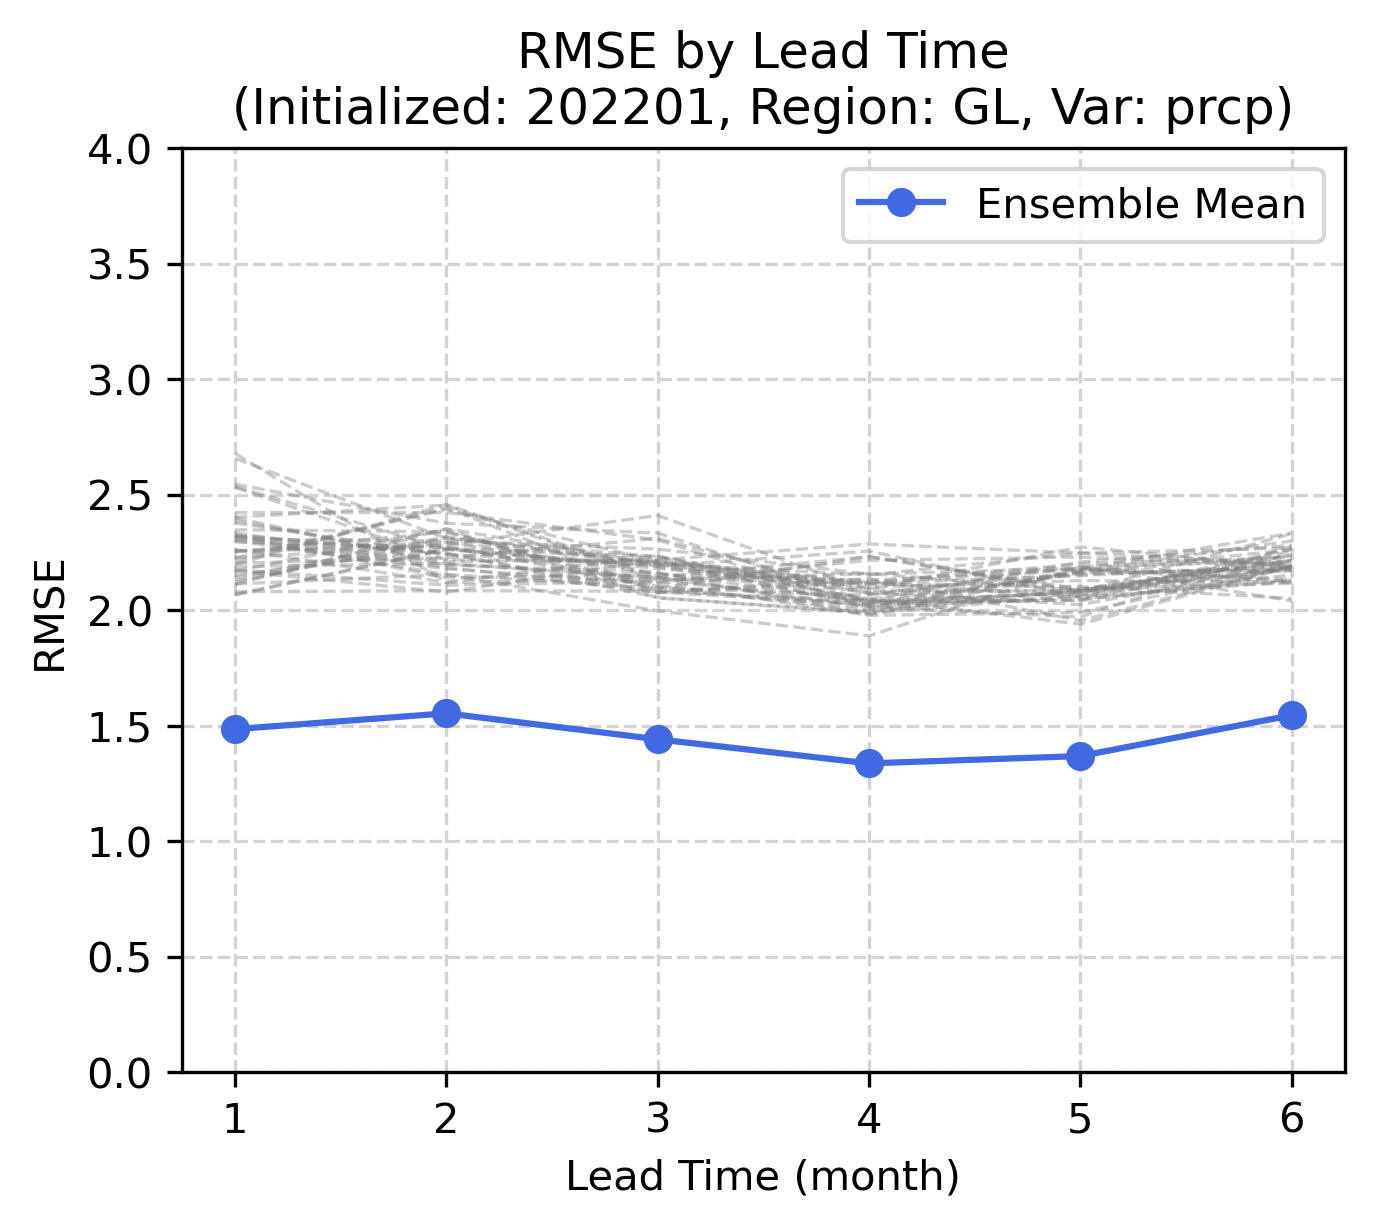 RMSE by Lead Time
(Initialized: 202201, Region: GL, Var: prcp)
4.0
3.5
3.0
2.5
2.0
1.5
1.0
0.5
0.0
RMSE
Ensemble Mean
1 2 3 4 5 6
Lead Time (month)